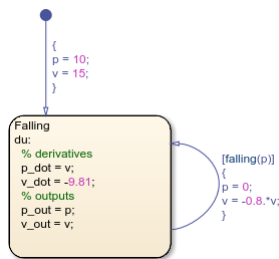 {
p = 10;
v = 15;
}
Falling
du:
% derivatives
p_dot = v;
v_dot = -9.81;
% outputs
p_out = p;
v_out = v;
[falling(p)]
{
p = 0;
v = -0.8.*v;
}